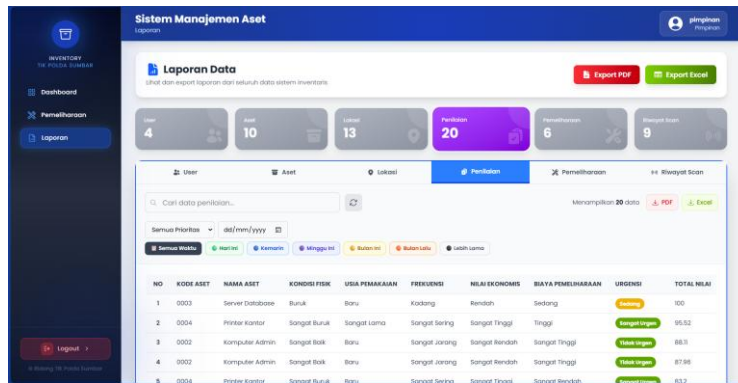 Sistem Manajemen Aset
Laporan
pimpinan
Pimpinan
INVENTORY
TIK POLDA SUMBAR
Dashboard
Pemeliharaan
Laporan
Logout
© Bidang TIK Polda Sumbar
Laporan Data
Lihat dan export laporan dari seluruh data sistem inventaris
Export PDF
Export Excel
User
4
Aset
10
Lokasi
13
Penilaian
20
Pemeliharaan
6
Riwayat Scan
9
User Aset Lokasi Penilaian Pemeliharaan Riwayat Scan
Cari data penilaian...
Menampilkan 20 data PDF Excel
Semua Prioritas dd/mm/yyyy
Semua Waktu Hari Ini Kemarin Minggu Ini Bulan Ini Bulan Lalu Lebih Lama
NO KODE ASET NAMA ASET KONDISI FISIK USIA PEMAKAIAN FREKUENSI NILAI EKONOMIS BIAYA PEMELIHARAAN URGENSI TOTAL NILAI
1 0003 Server Database Buruk Baru Kadang Rendah Sedang Sedang 100
2 0004 Printer Kantor Sangat Buruk Sangat Lama Sangat Sering Sangat Tinggi Tinggi Sangat Urgen 95.52
3 0002 Komputer Admin Sangat Baik Baru Sangat Jarang Sangat Rendah Sangat Tinggi Tidak Urgen 88.11
4 0002 Komputer Admin Sangat Baik Baru Sangat Jarang Sangat Rendah Sangat Tinggi Tidak Urgen 87.98
5 0004 Printer Kantor Sangat Buruk Baru Sangat Sering Sangat Tinggi Sangat Rendah Sangat Urgen 83.2